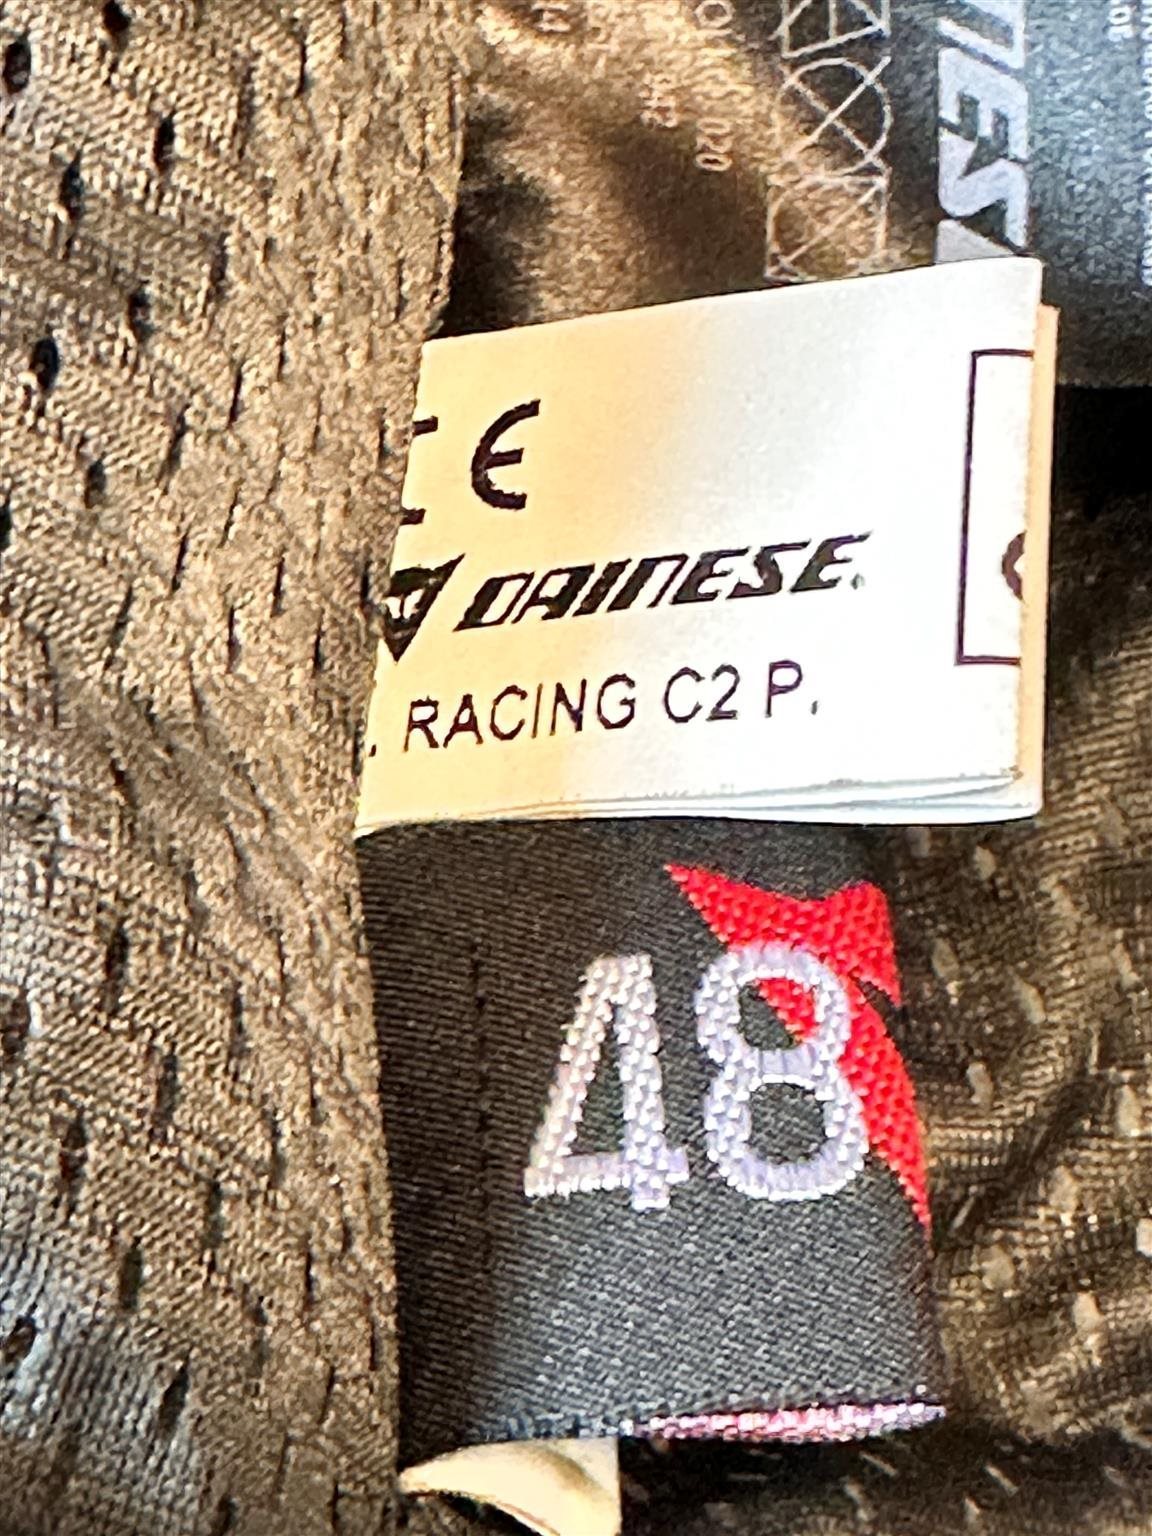 CE
DAINESE
. RACING C2 P.
48